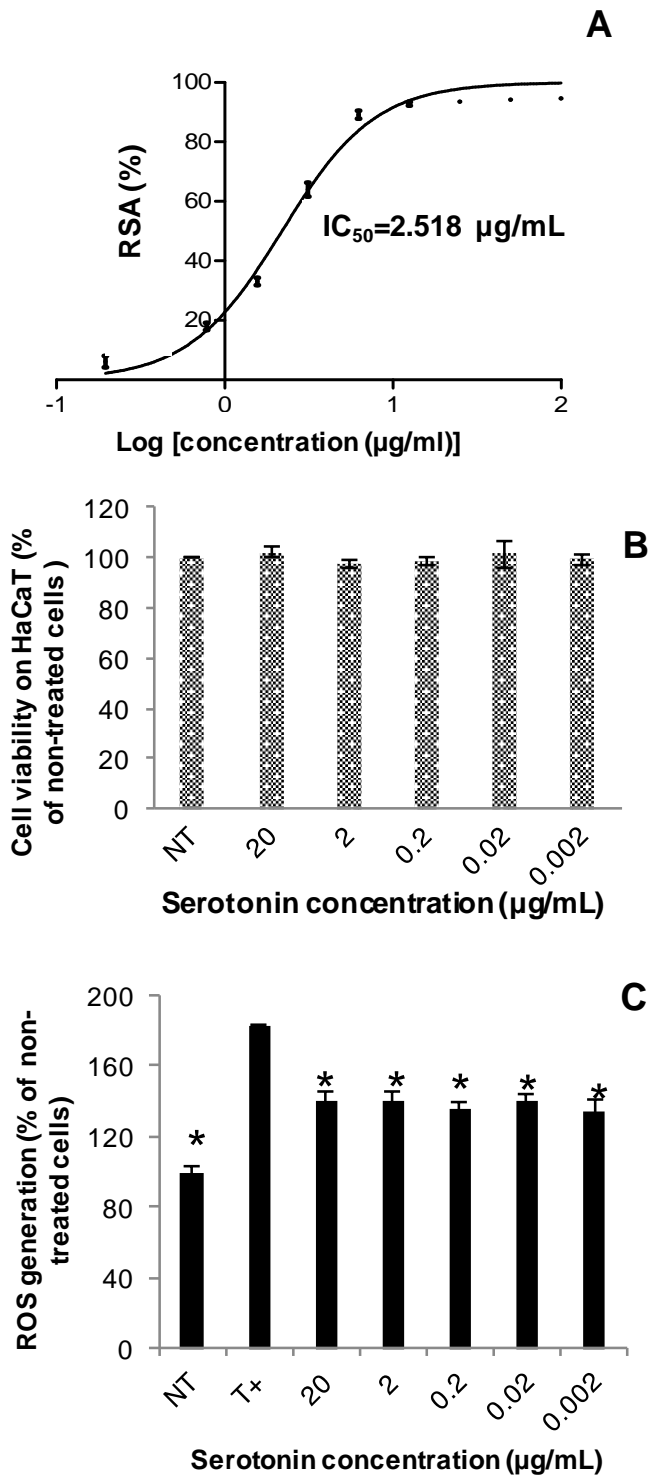 A
100
80
60
40
20
RSA (%)
IC₅₀=2.518 µg/mL
-1 0 1 2
Log [concentration (µg/ml)]
B
120
100
80
60
40
20
0
Cell viability on HaCaT (%
of non-treated cells )
NT 20 2 0.2 0.02 0.002
Serotonin concentration (µg/mL)
C
200
160
120
80
40
0
ROS generation (% of non-
treated cells)
* * * * * *
NT T+ 20 2 0.2 0.02 0.002
Serotonin concentration (µg/mL)